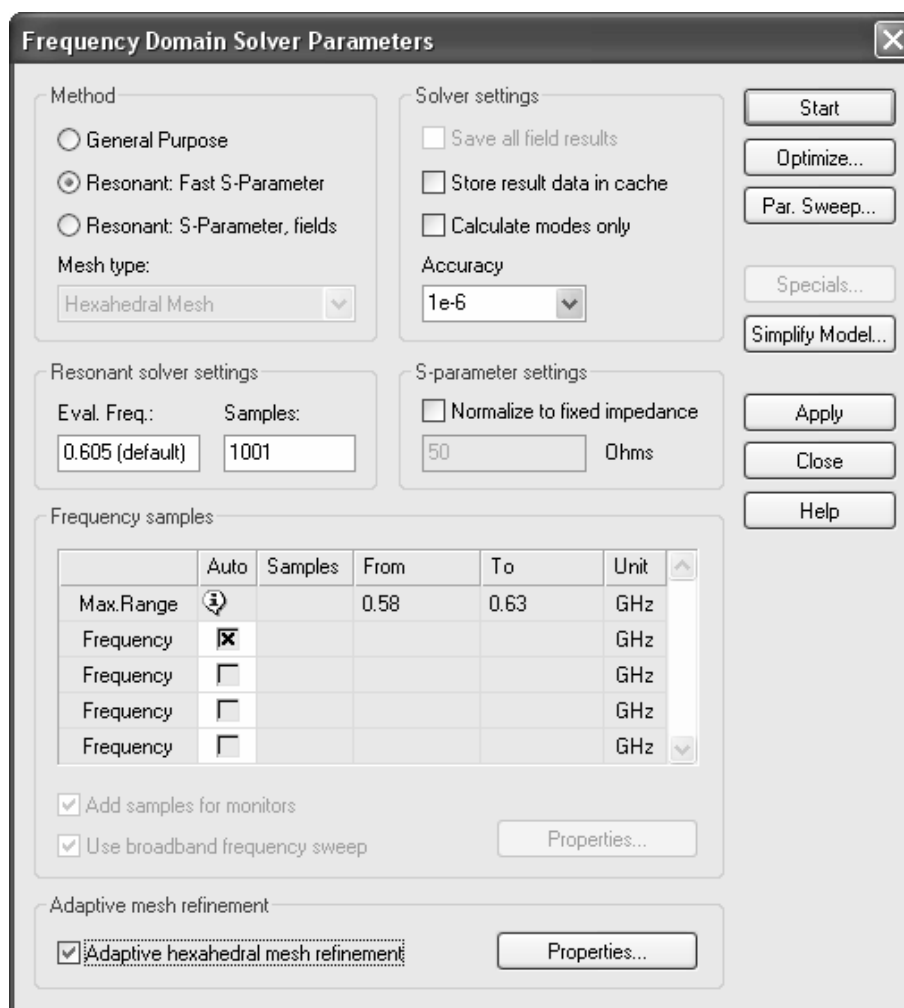 Frequency Domain Solver Parameters
Method
General Purpose
Resonant: Fast S-Parameter
Resonant: S-Parameter, fields
Mesh type:
Hexahedral Mesh
Solver settings
Save all field results
Store result data in cache
Calculate modes only
Accuracy
1e-6
Start
Optimize...
Par. Sweep...
Specials...
Simplify Model...
Apply
Close
Help
Resonant solver settings
Eval. Freq.: Samples:
0.605 (default) 1001
S-parameter settings
Normalize to fixed impedance
50 Ohms
Frequency samples
Auto Samples From To Unit
Max.Range 0.58 0.63 GHz
Frequency GHz
Frequency GHz
Frequency GHz
Frequency GHz
Add samples for monitors
Use broadband frequency sweep
Properties...
Adaptive mesh refinement
Adaptive hexahedral mesh refinement
Properties...